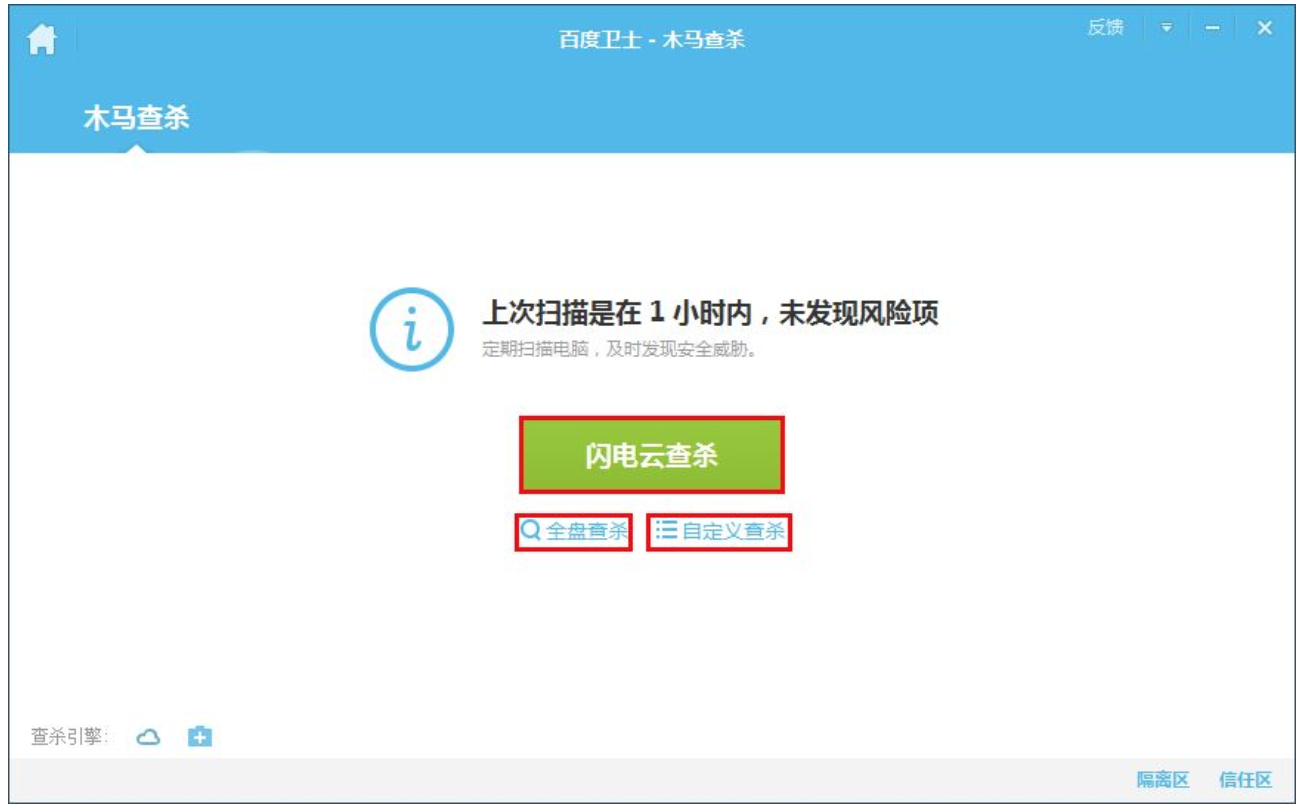 百度卫士 - 木马查杀
反馈
木马查杀
上次扫描是在 1 小时内，未发现风险项
定期扫描电脑，及时发现安全威胁。
闪电云查杀
全盘查杀 自定义查杀
查杀引擎:
隔离区 信任区